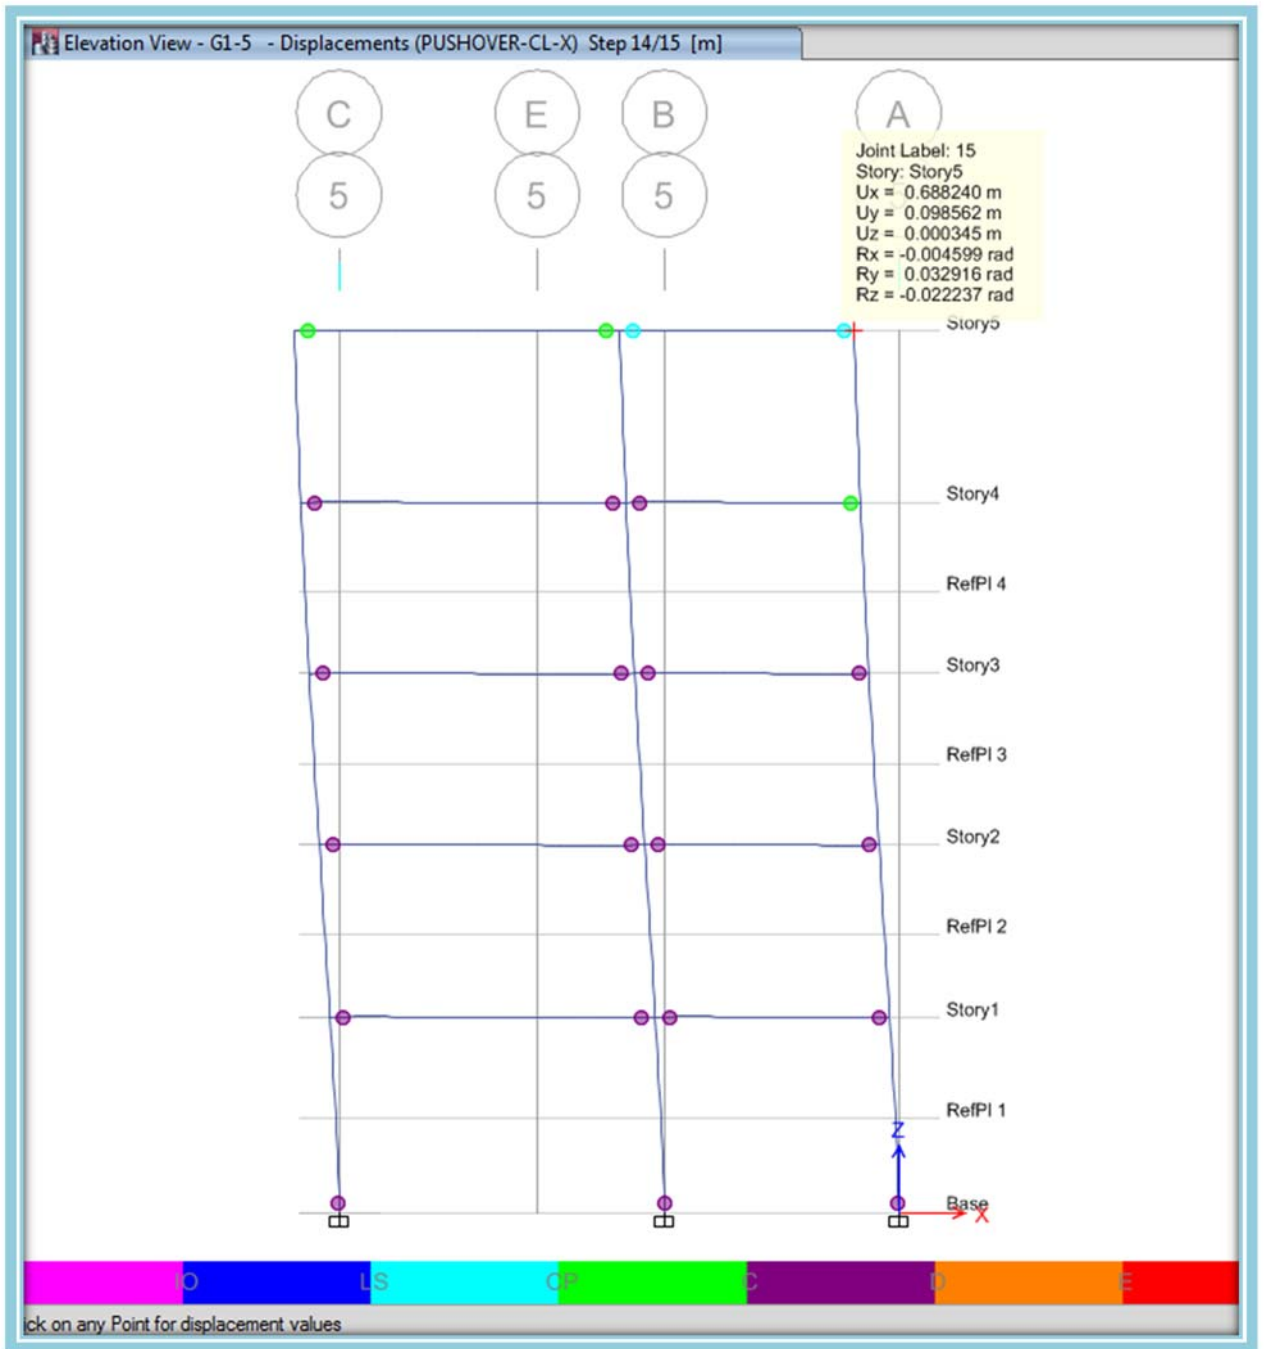 Elevation View - G1-5 - Displacements (PUSHOVER-CL-X) Step 14/15 [m]
C E B A
5 5 5
Joint Label: 15
Story: Story5
Ux = 0.688240 m
Uy = 0.098562 m
Uz = 0.000345 m
Rx = -0.004599 rad
Ry = 0.032916 rad
Rz = -0.022237 rad
Story5
Story4
RefPl 4
Story3
RefPl 3
Story2
RefPl 2
Story1
RefPl 1
Z
Base
X
IO LS CP C D E
ick on any Point for displacement values